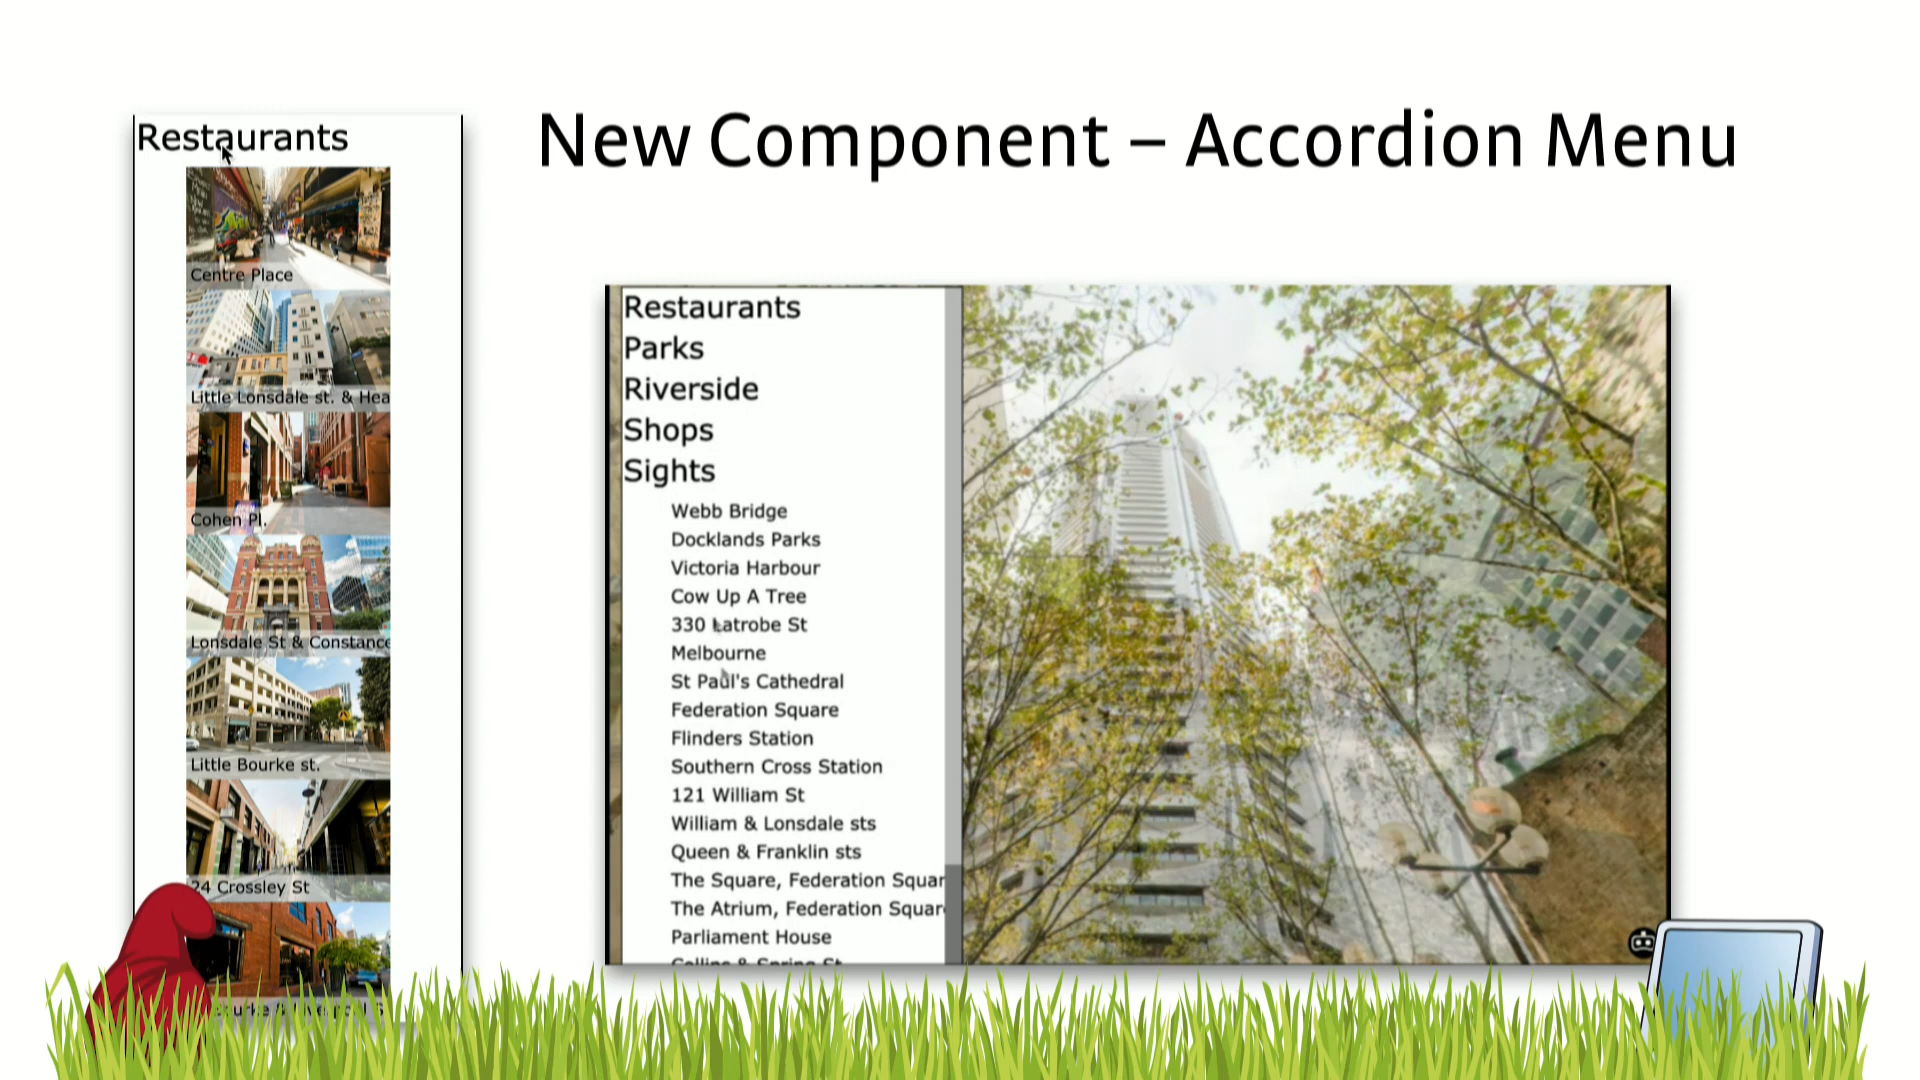 New Component – Accordion Menu
Restaurants
Centre Place
Little Lonsdale st. & Hea
Cohen Pl.
Lonsdale St & Constance
Little Bourke st.
24 Crossley St
Restaurants
Parks
Riverside
Shops
Sights
Webb Bridge
Docklands Parks
Victoria Harbour
Cow Up A Tree
330 Latrobe St
Melbourne
St Paul's Cathedral
Federation Square
Flinders Station
Southern Cross Station
121 William St
William & Lonsdale sts
Queen & Franklin sts
The Square, Federation Squar
The Atrium, Federation Squar
Parliament House
Collins & Spring St